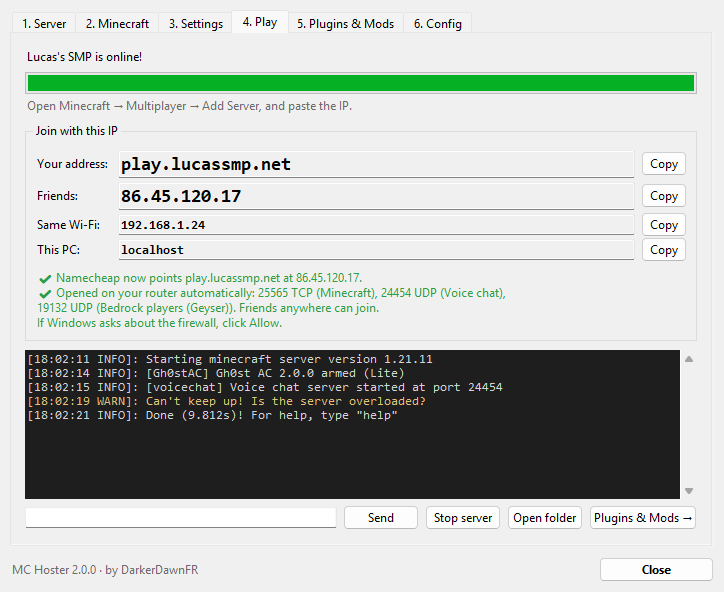 1. Server 2. Minecraft 3. Settings 4. Play 5. Plugins & Mods 6. Config
Lucas's SMP is online!
Open Minecraft → Multiplayer → Add Server, and paste the IP.
Join with this IP
Your address: play.lucassmp.net Copy
Friends: 86.45.120.17 Copy
Same Wi-Fi: 192.168.1.24 Copy
This PC: localhost Copy
✔ Namecheap now points play.lucassmp.net at 86.45.120.17.
✔ Opened on your router automatically: 25565 TCP (Minecraft), 24454 UDP (Voice chat),
19132 UDP (Bedrock players (Geyser)). Friends anywhere can join.
If Windows asks about the firewall, click Allow.
[18:02:11 INFO]: Starting minecraft server version 1.21.11
[18:02:14 INFO]: [Gh0stAC] Gh0st AC 2.0.0 armed (Lite)
[18:02:15 INFO]: [voicechat] Voice chat server started at port 24454
[18:02:19 WARN]: Can't keep up! Is the server overloaded?
[18:02:21 INFO]: Done (9.812s)! For help, type "help"
Send Stop server Open folder Plugins & Mods →
MC Hoster 2.0.0 · by DarkerDawnFR Close